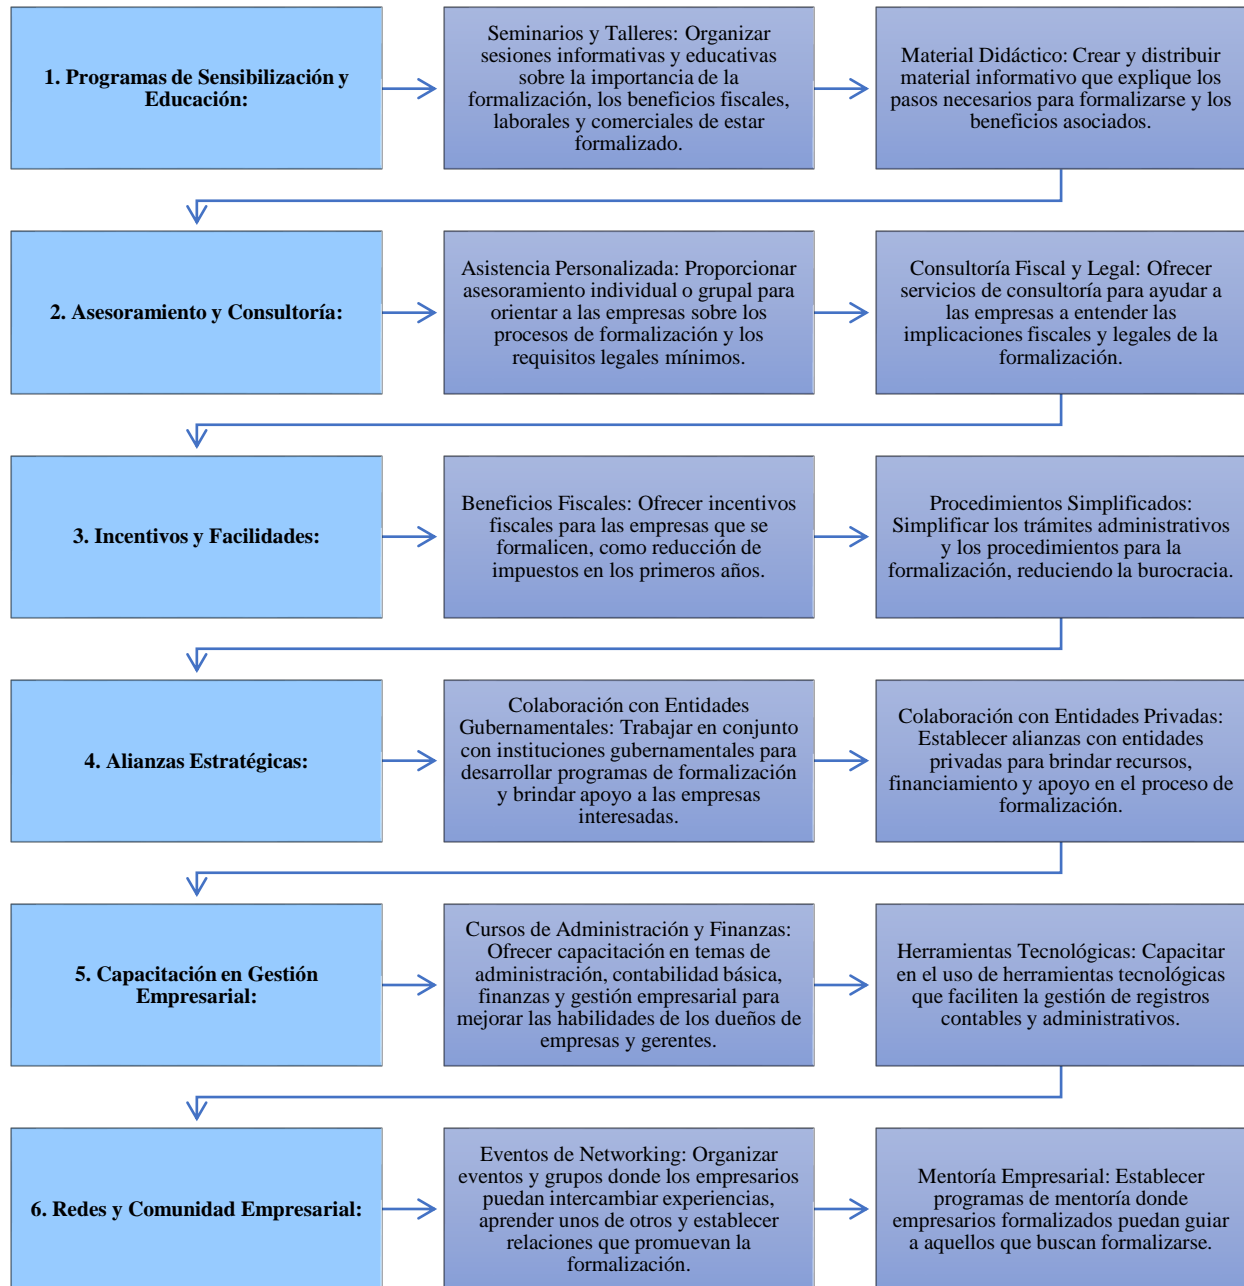 1. Programas de Sensibilización y
Educación:
Seminarios y Talleres: Organizar
sesiones informativas y educativas
sobre la importancia de la
formalización, los beneficios fiscales,
laborales y comerciales de estar
formalizado.
Material Didáctico: Crear y distribuir
material informativo que explique los
pasos necesarios para formalizarse y los
beneficios asociados.
2. Asesoramiento y Consultoría:
Asistencia Personalizada: Proporcionar
asesoramiento individual o grupal para
orientar a las empresas sobre los
procesos de formalización y los
requisitos legales mínimos.
Consultoría Fiscal y Legal: Ofrecer
servicios de consultoría para ayudar a
las empresas a entender las
implicaciones fiscales y legales de la
formalización.
3. Incentivos y Facilidades:
Beneficios Fiscales: Ofrecer incentivos
fiscales para las empresas que se
formalicen, como reducción de
impuestos en los primeros años.
Procedimientos Simplificados:
Simplificar los trámites administrativos
y los procedimientos para la
formalización, reduciendo la burocracia.
4. Alianzas Estratégicas:
Colaboración con Entidades
Gubernamentales: Trabajar en conjunto
con instituciones gubernamentales para
desarrollar programas de formalización
y brindar apoyo a las empresas
interesadas.
Colaboración con Entidades Privadas:
Establecer alianzas con entidades
privadas para brindar recursos,
financiamiento y apoyo en el proceso de
formalización.
5. Capacitación en Gestión
Empresarial:
Cursos de Administración y Finanzas:
Ofrecer capacitación en temas de
administración, contabilidad básica,
finanzas y gestión empresarial para
mejorar las habilidades de los dueños de
empresas y gerentes.
Herramientas Tecnológicas: Capacitar
en el uso de herramientas tecnológicas
que faciliten la gestión de registros
contables y administrativos.
6. Redes y Comunidad Empresarial:
Eventos de Networking: Organizar
eventos y grupos donde los empresarios
puedan intercambiar experiencias,
aprender unos de otros y establecer
relaciones que promuevan la
formalización.
Mentoría Empresarial: Establecer
programas de mentoría donde
empresarios formalizados puedan guiar
a aquellos que buscan formalizarse.